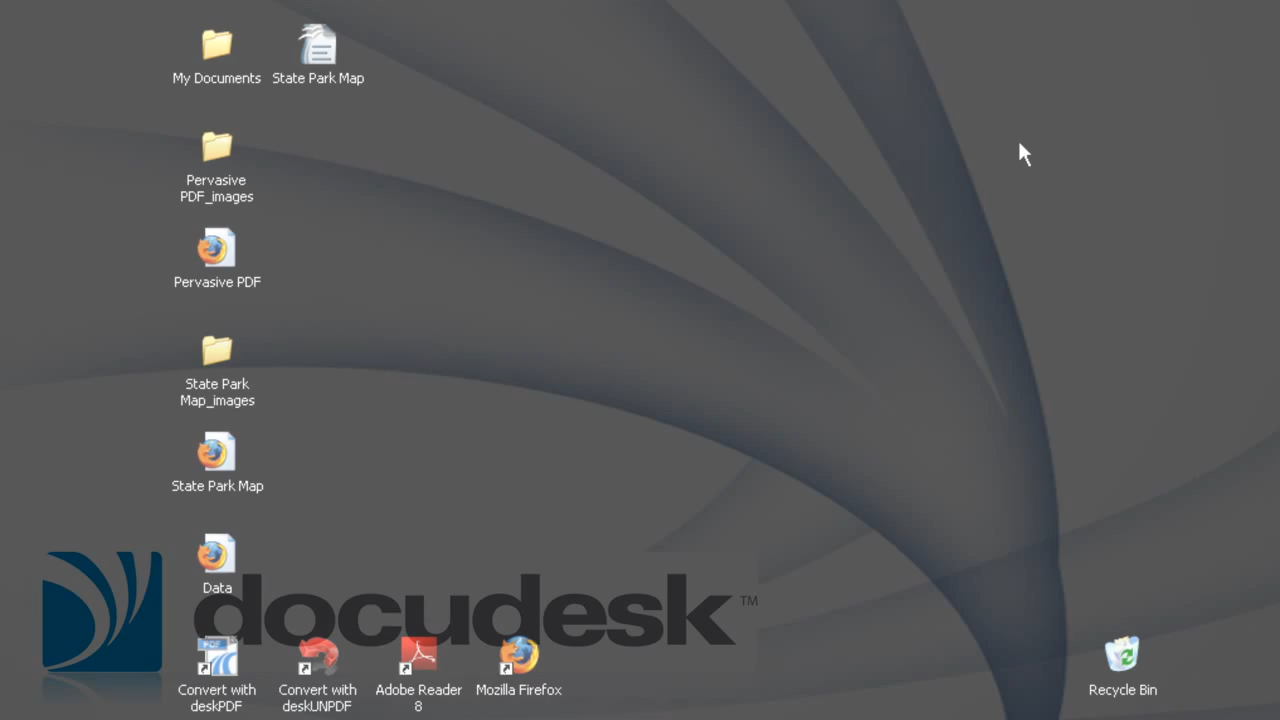 My Documents
State Park Map
Pervasive
PDF_images
Pervasive PDF
State Park
Map_images
State Park Map
Data
docudesk™
PDF
Convert with
deskPDF
Convert with
deskUNPDF
Adobe Reader
8
Mozilla Firefox
Recycle Bin